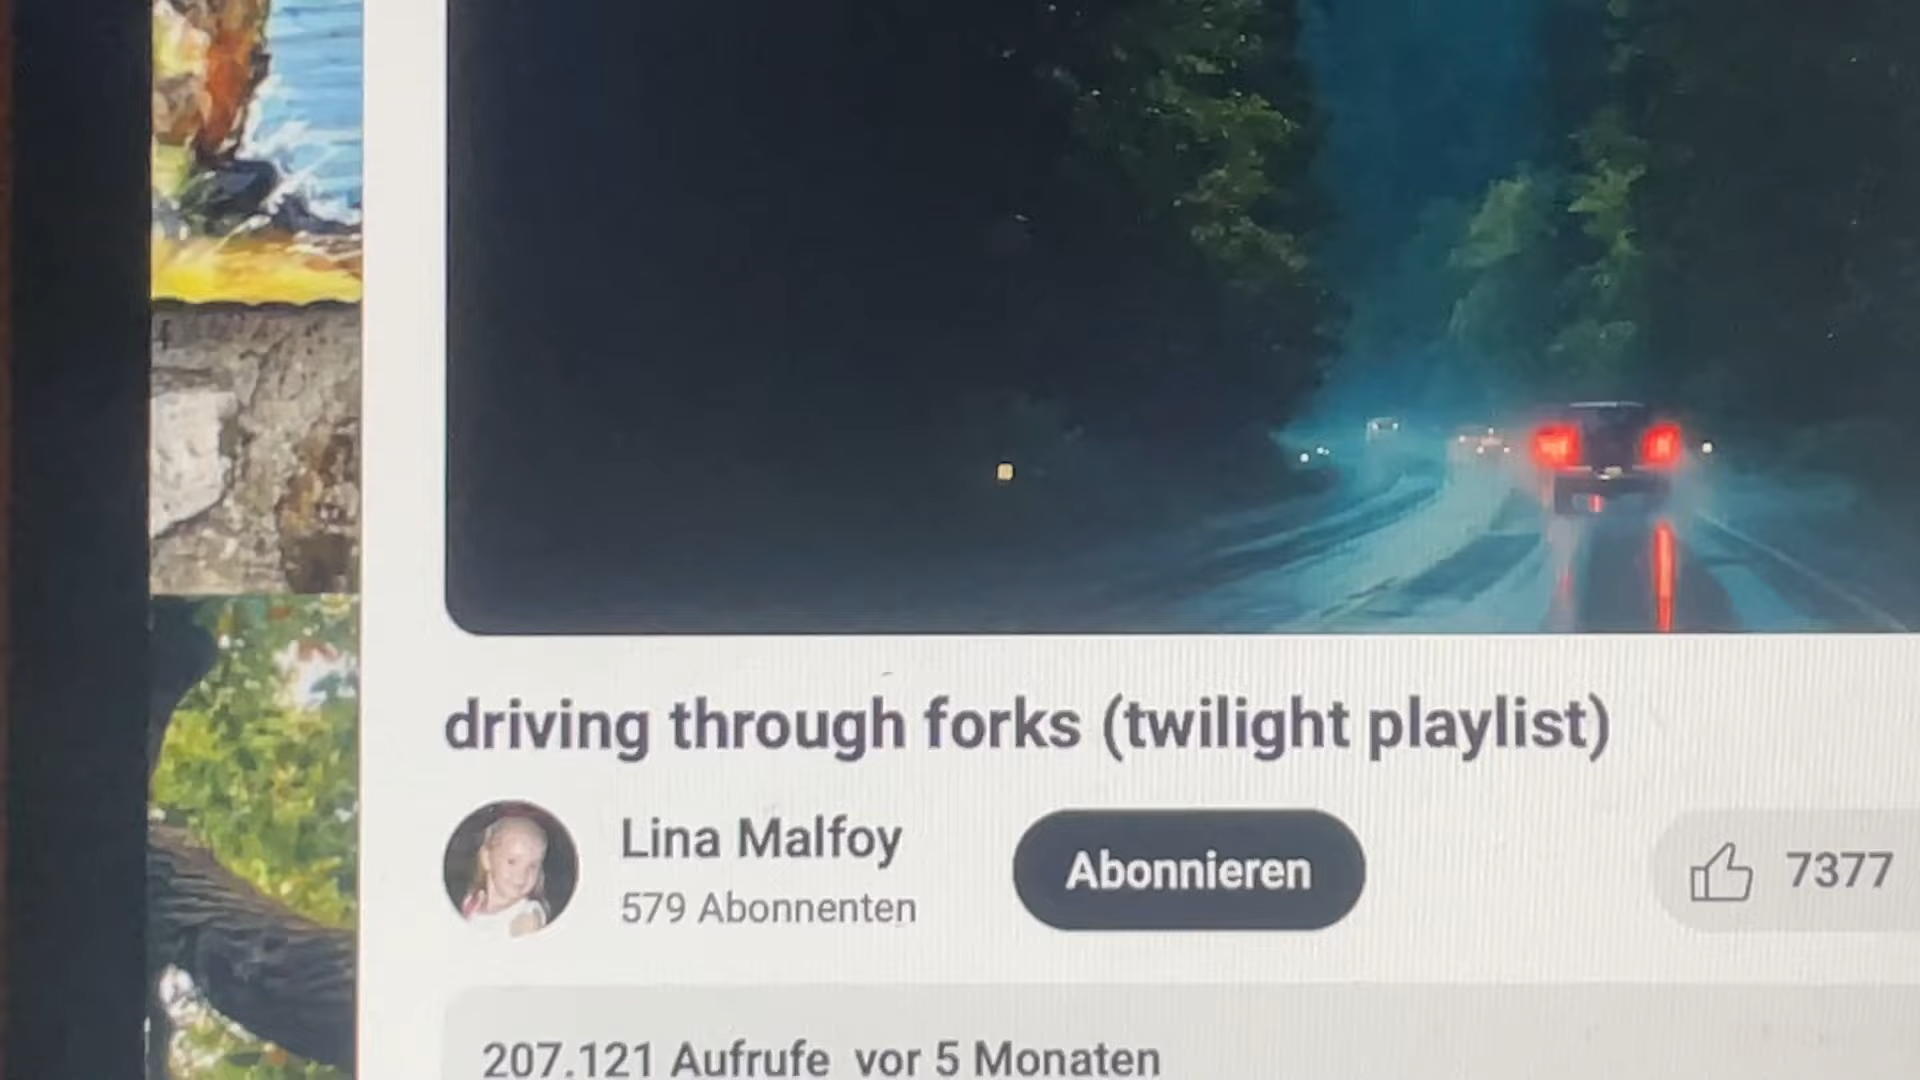 driving through forks (twilight playlist)
Lina Malfoy
579 Abonnenten
Abonnieren
7377
207.121 Aufrufe vor 5 Monaten